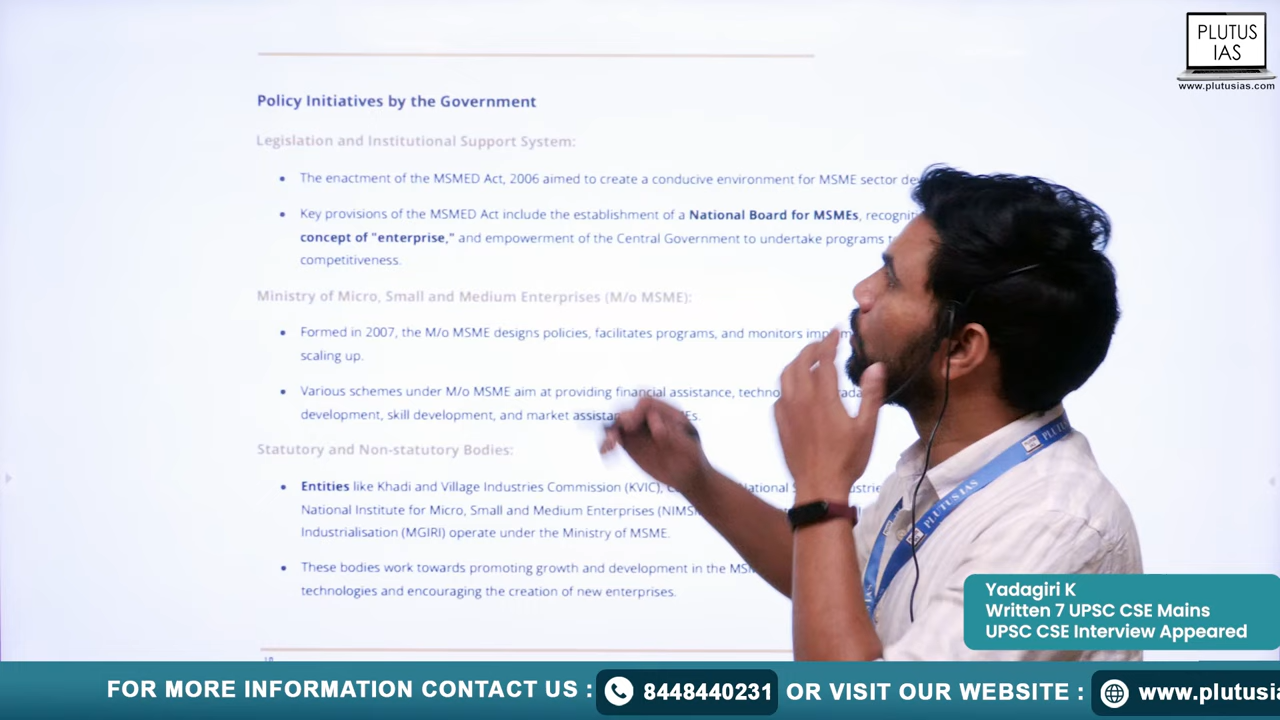 PLUTUS
IAS
www.plutusias.com
Policy Initiatives by the Government
Legislation and Institutional Support System:
The enactment of the MSMED Act, 2006 aimed to create a conducive environment for MSME sector
Key provisions of the MSMED Act include the establishment of a National Board for MSMEs,
concept of "enterprise," and empowerment of the Central Government to undertake programs
competitiveness.
Ministry of Micro, Small and Medium Enterprises (M/o MSME):
Formed in 2007, the M/o MSME designs policies, facilitates programs, and monitors
scaling up.
Various schemes under M/o MSME aim at providing financial assistance,
development, skill development, and market
Statutory and Non-statutory Bodies:
Entities like Khadi and Village Industries Commission (KVIC),
National Institute for Micro, Small and Medium Enterprises
Industrialisation (MGIRI) operate under the Ministry of MSME.
These bodies work towards promoting growth and development in the
technologies and encouraging the creation of new enterprises.
PLUTUS IAS
Yadagiri K
Written 7 UPSC CSE Mains
UPSC CSE Interview Appeared
FOR MORE INFORMATION CONTACT US : 8448440231 OR VISIT OUR WEBSITE : www.plutusia